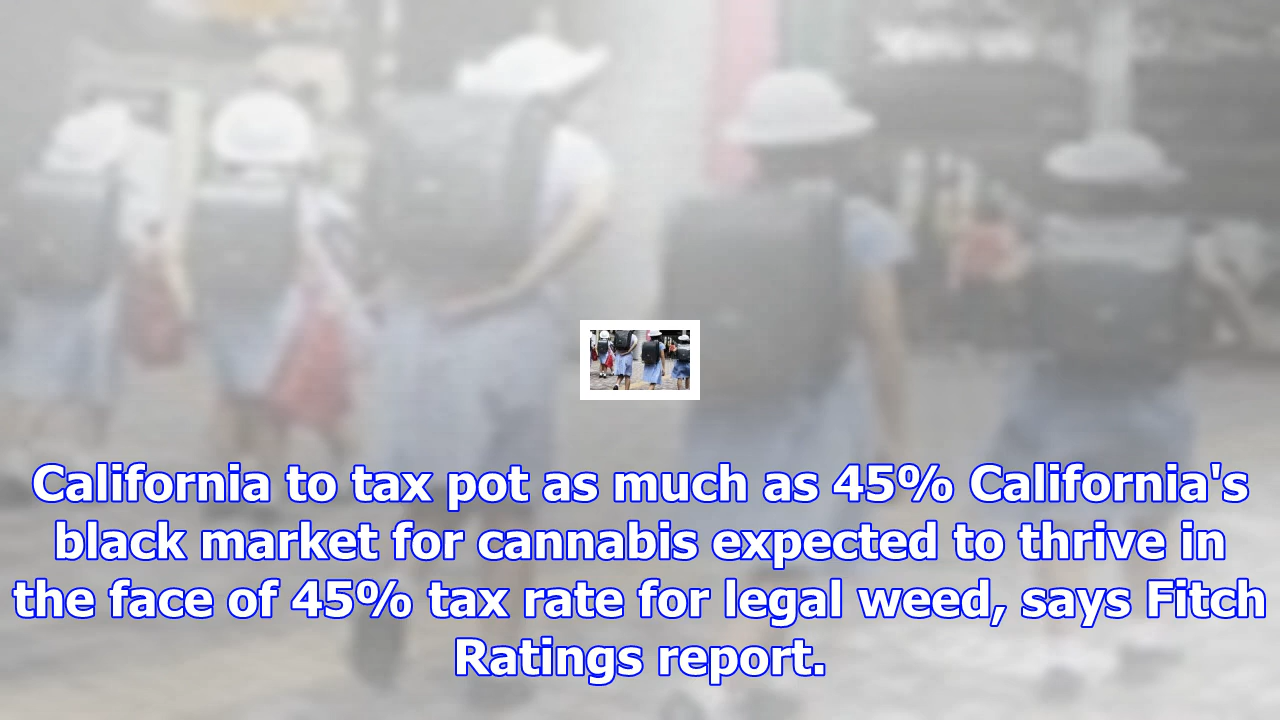 California to tax pot as much as 45% California's
black market for cannabis expected to thrive in
the face of 45% tax rate for legal weed, says Fitch
Ratings report.